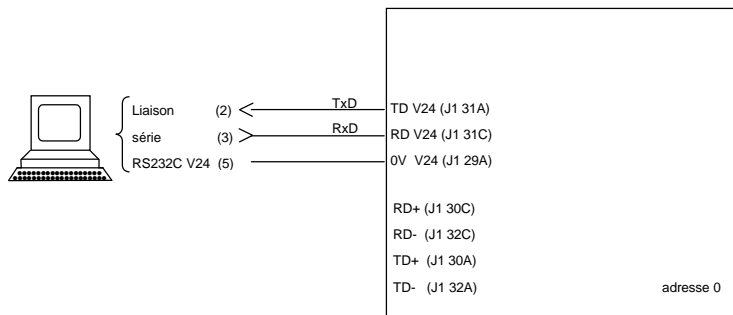 Liaison (2) TxD TD V24 (J1 31A)
série (3) RxD RD V24 (J1 31C)
RS232C V24 (5) 0V V24 (J1 29A)
RD+ (J1 30C)
RD- (J1 32C)
TD+ (J1 30A)
TD- (J1 32A) adresse 0